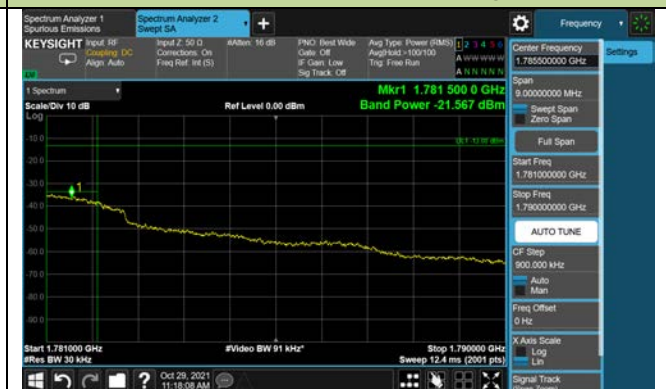 Spectrum Analyzer 1
Spurious Emissions
Spectrum Analyzer 2
Swept SA
Frequency
KEYSIGHT
Input: RF
Coupling: DC
Align: Auto
Input Z: 50 Ω
Corrections: On
Freq Ref: Int (S)
#Atten: 16 dB
PNO: Best Wide
Gate: Off
IF Gain: Low
Sig Track: Off
Avg Type: Power (RMS)
Avg|Hold:>100/100
Trig: Free Run
1 2 3 4 5 6
A W W W W W
A N N N N N
Center Frequency
1.785500000 GHz
Settings
Span
9.00000000 MHz
Swept Span
Zero Span
Full Span
Start Freq
1.781000000 GHz
Stop Freq
1.790000000 GHz
AUTO TUNE
CF Step
900.000 kHz
Auto
Man
Freq Offset
0 Hz
X Axis Scale
Log
Lin
Signal Track
1 Spectrum
Scale/Div 10 dB
Ref Level 0.00 dBm
Mkr1 1.781 500 0 GHz
Band Power -21.567 dBm
Log
DL1 -13.00 dBm
-10.0
-20.0
-30.0
1
-40.0
-50.0
-60.0
-70.0
-80.0
-90.0
Start 1.781000 GHz
#Video BW 91 kHz*
Stop 1.790000 GHz
#Res BW 30 kHz
Sweep 12.4 ms (2001 pts)
?
Oct 29, 2021
11:18:08 AM